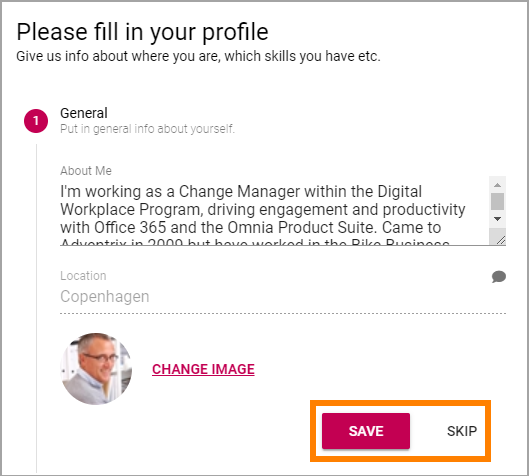 Please fill in your profile
Give us info about where you are, which skills you have etc.
1
General
Put in general info about yourself.
About Me
I'm working as a Change Manager within the Digital
Workplace Program, driving engagement and productivity
with Office 365 and the Omnia Product Suite. Came to
Adventrix in 2009 but have worked in the Bike Business
Location
Copenhagen
CHANGE IMAGE
SAVE
SKIP